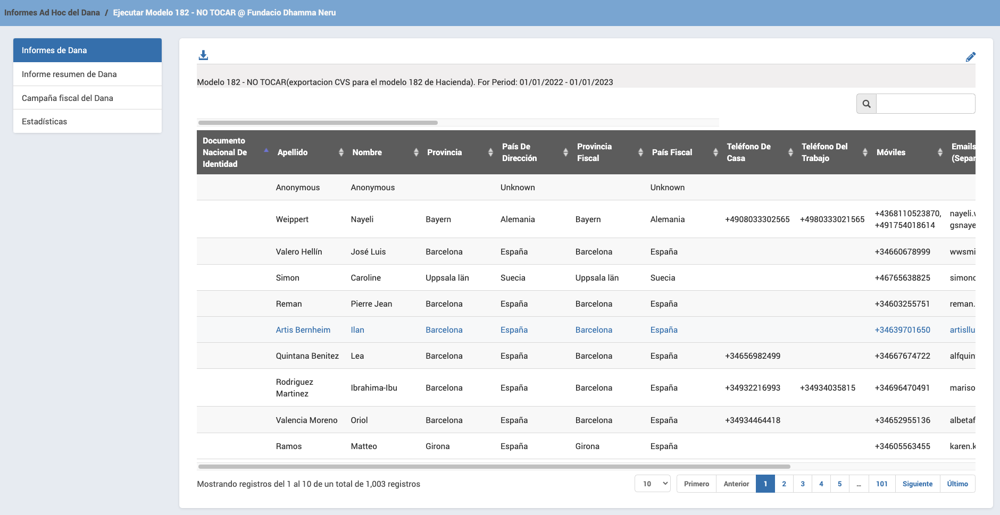 Informes Ad Hoc del Dana / Ejecutar Modelo 182 - NO TOCAR @ Fundacio Dhamma Neru
Informes de Dana
Informe resumen de Dana
Campaña fiscal del Dana
Estadísticas
Modelo 182 - NO TOCAR(exportacion CVS para el modelo 182 de Hacienda). For Period: 01/01/2022 - 01/01/2023
Documento Nacional De Identidad Apellido Nombre Provincia País De Dirección Provincia Fiscal País Fiscal Teléfono De Casa Teléfono Del Trabajo Móviles Emails (Separ
Anonymous Anonymous Unknown Unknown
Weippert Nayeli Bayern Alemania Bayern Alemania +4908033302565 +4980333021565 +4368110523870, +491754018614 nayeli. gsnaye
Valero Hellín José Luis Barcelona España Barcelona España +34660678999 wwsmi
Simon Caroline Uppsala län Suecia Uppsala län Suecia +46765638825 simonc
Reman Pierre Jean Barcelona España Barcelona España +34603255751 reman.
Artis Bernheim Ilan Barcelona España Barcelona España +34639701650 artisllu
Quintana Benitez Lea Barcelona España Barcelona España +34656982499 +34667674722 alfquin
Rodriguez Martinez Ibrahima-Ibu Barcelona España Barcelona España +34932216993 +34934035815 +34696470491 mariso
Valencia Moreno Oriol Barcelona España Barcelona España +34934464418 +34652955136 albetaf
Ramos Matteo Girona España Girona España +34605563455 karen.k
Mostrando registros del 1 al 10 de un total de 1,003 registros 10 Primero Anterior 1 2 3 4 5 … 101 Siguiente Último